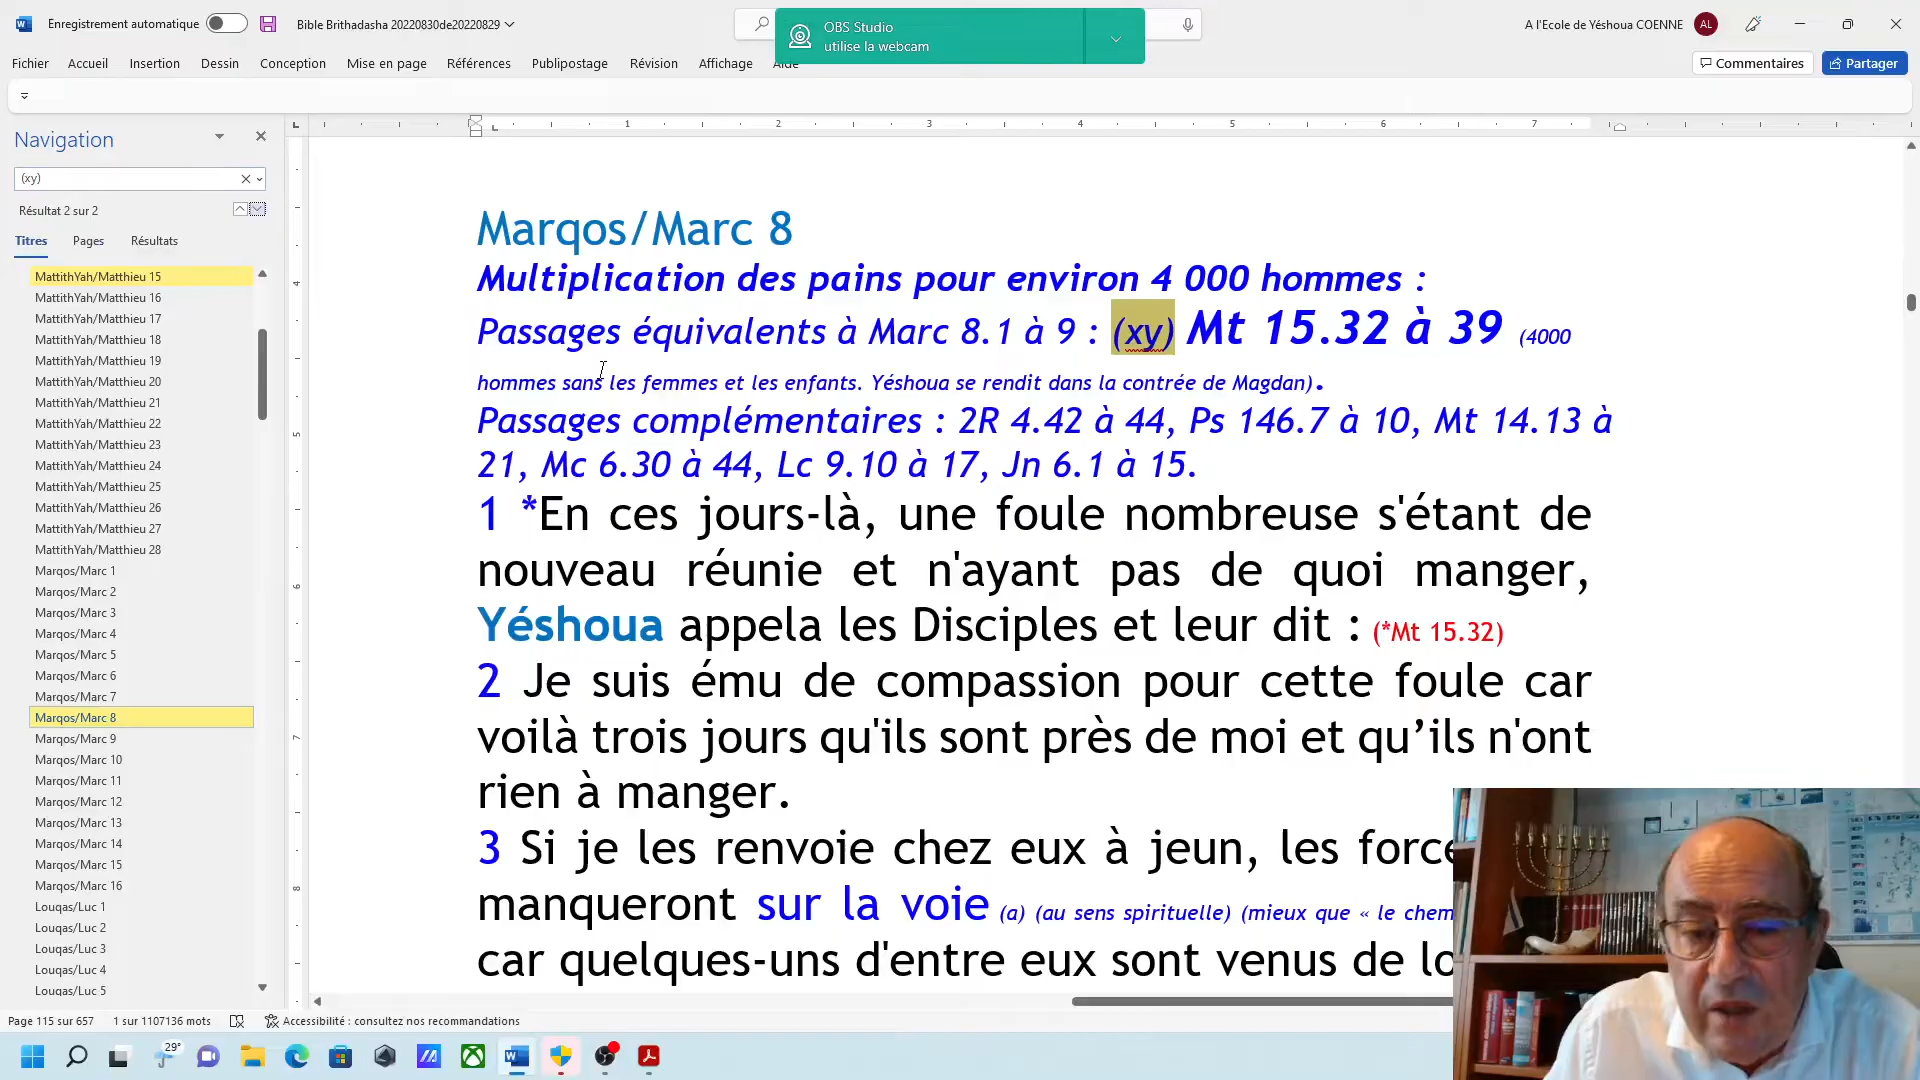 Enregistrement automatique
Bible Brithadasha 20220830de20220829
OBS Studio
utilise la webcam
A l'Ecole de Yéshoua COENNE
AL
Fichier
Accueil
Insertion
Dessin
Conception
Mise en page
Références
Publipostage
Révision
Affichage
Aide
Commentaires
Partager
Navigation
(xy)
Résultat 2 sur 2
Titres
Pages
Résultats
MattithYah/Matthieu 15
MattithYah/Matthieu 16
MattithYah/Matthieu 17
MattithYah/Matthieu 18
MattithYah/Matthieu 19
MattithYah/Matthieu 20
MattithYah/Matthieu 21
MattithYah/Matthieu 22
MattithYah/Matthieu 23
MattithYah/Matthieu 24
MattithYah/Matthieu 25
MattithYah/Matthieu 26
MattithYah/Matthieu 27
MattithYah/Matthieu 28
Marqos/Marc 1
Marqos/Marc 2
Marqos/Marc 3
Marqos/Marc 4
Marqos/Marc 5
Marqos/Marc 6
Marqos/Marc 7
Marqos/Marc 8
Marqos/Marc 9
Marqos/Marc 10
Marqos/Marc 11
Marqos/Marc 12
Marqos/Marc 13
Marqos/Marc 14
Marqos/Marc 15
Marqos/Marc 16
Louqas/Luc 1
Louqas/Luc 2
Louqas/Luc 3
Louqas/Luc 4
Louqas/Luc 5
1 2 3 4 5 6 7
4
5
6
7
8
Marqos/Marc 8
Multiplication des pains pour environ 4 000 hommes :
Passages équivalents à Marc 8.1 à 9 : (xy) Mt 15.32 à 39 (4000
hommes sans les femmes et les enfants. Yéshoua se rendit dans la contrée de Magdan).
Passages complémentaires : 2R 4.42 à 44, Ps 146.7 à 10, Mt 14.13 à
21, Mc 6.30 à 44, Lc 9.10 à 17, Jn 6.1 à 15.
1 *En ces jours-là, une foule nombreuse s'étant de
nouveau réunie et n'ayant pas de quoi manger,
Yéshoua appela les Disciples et leur dit : (*Mt 15.32)
2 Je suis ému de compassion pour cette foule car
voilà trois jours qu'ils sont près de moi et qu’ils n'ont
rien à manger.
3 Si je les renvoie chez eux à jeun, les force
manqueront sur la voie (a) (au sens spirituelle) (mieux que « le chem
car quelques-uns d'entre eux sont venus de lo
Page 115 sur 657
1 sur 1107136 mots
Accessibilité : consultez nos recommandations
29°